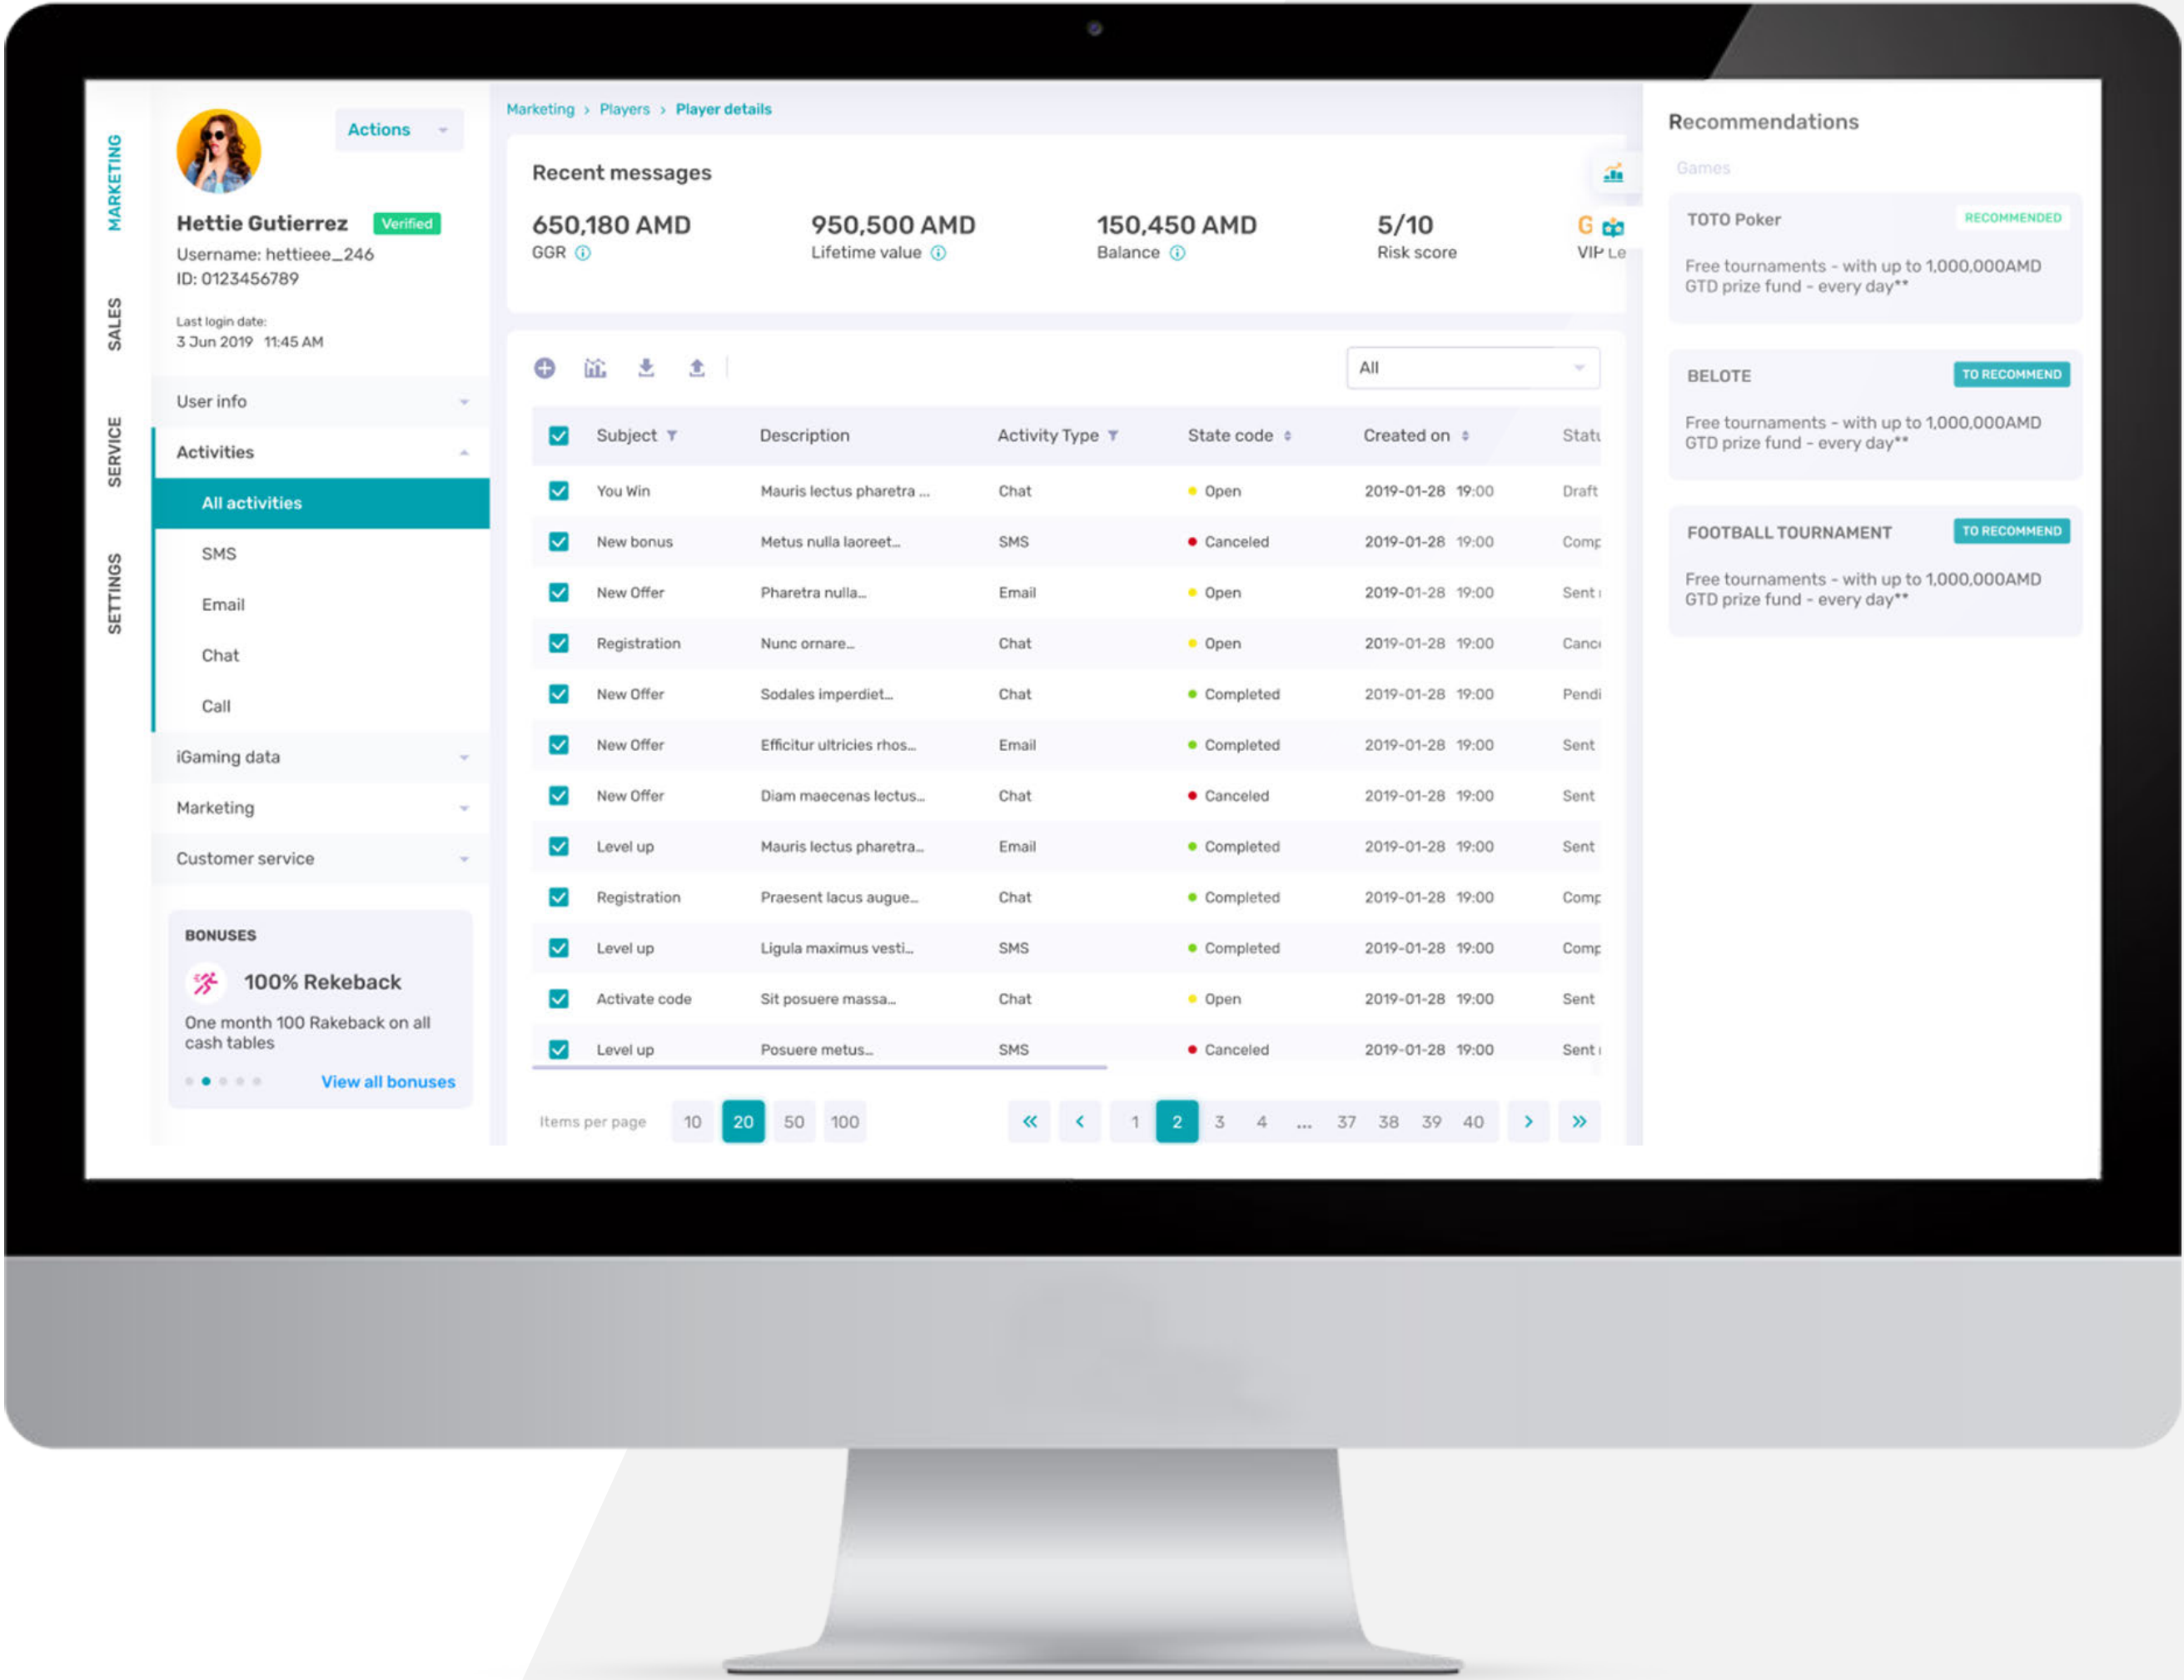 MARKETING
SALES
SERVICE
SETTINGS
Actions
Hettie Gutierrez Verified
Username: hettieee_246
ID: 0123456789
Last login date:
3 Jun 2019 11:45 AM
User info
Activities
All activities
SMS
Email
Chat
Call
iGaming data
Marketing
Customer service
BONUSES
100% Rekeback
One month 100 Rakeback on all
cash tables
View all bonuses
Marketing > Players > Player details
Recent messages
650,180 AMD 950,500 AMD 150,450 AMD 5/10 G
GGR Lifetime value Balance Risk score VIP Le
All
Subject Description Activity Type State code Created on Statu
You Win Mauris lectus pharetra ... Chat Open 2019-01-28 19:00 Draft
New bonus Metus nulla laoreet... SMS Canceled 2019-01-28 19:00 Comp
New Offer Pharetra nulla... Email Open 2019-01-28 19:00 Sent
Registration Nunc ornare... Chat Open 2019-01-28 19:00 Cance
New Offer Sodales imperdiet... Chat Completed 2019-01-28 19:00 Pendi
New Offer Efficitur ultricies rhos... Email Completed 2019-01-28 19:00 Sent
New Offer Diam maecenas lectus... Chat Canceled 2019-01-28 19:00 Sent
Level up Mauris lectus pharetra... Email Completed 2019-01-28 19:00 Sent
Registration Praesent lacus augue... Chat Completed 2019-01-28 19:00 Comp
Level up Ligula maximus vesti... SMS Completed 2019-01-28 19:00 Comp
Activate code Sit posuere massa... Chat Open 2019-01-28 19:00 Sent
Level up Posuere metus... SMS Canceled 2019-01-28 19:00 Sent
Items per page 10 20 50 100 « < 1 2 3 4 ... 37 38 39 40 > »
Recommendations
Games
TOTO Poker RECOMMENDED
Free tournaments - with up to 1,000,000AMD
GTD prize fund - every day**
BELOTE TO RECOMMEND
Free tournaments - with up to 1,000,000AMD
GTD prize fund - every day**
FOOTBALL TOURNAMENT TO RECOMMEND
Free tournaments - with up to 1,000,000AMD
GTD prize fund - every day**